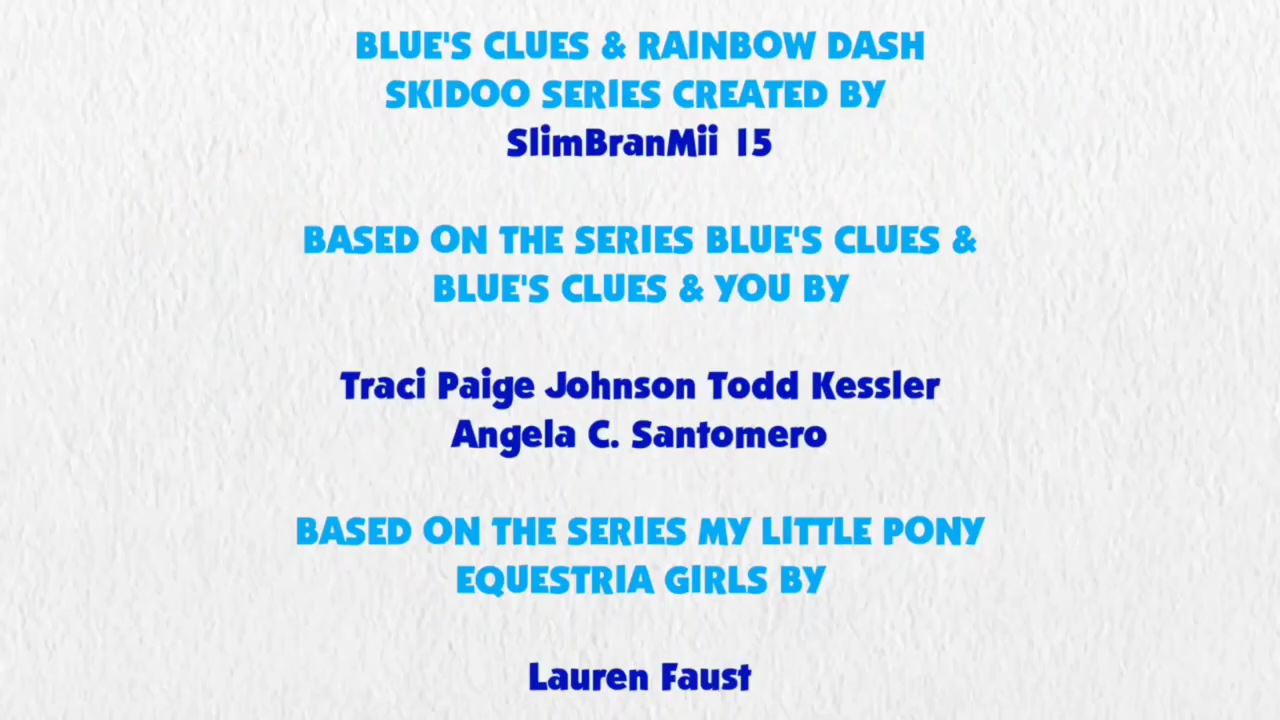 BLUE'S CLUES & RAINBOW DASH
SKIDOO SERIES CREATED BY
SlimBranMii 15
BASED ON THE SERIES BLUE'S CLUES &
BLUE'S CLUES & YOU BY
Traci Paige Johnson Todd Kessler
Angela C. Santomero
BASED ON THE SERIES MY LITTLE PONY
EQUESTRIA GIRLS BY
Lauren Faust